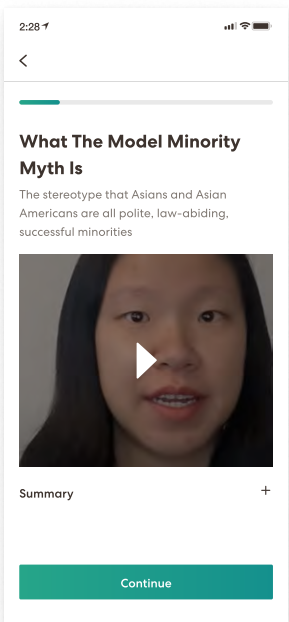 2:28
What The Model Minority
Myth Is
The stereotype that Asians and Asian
Americans are all polite, law-abiding,
successful minorities
Summary
Continue